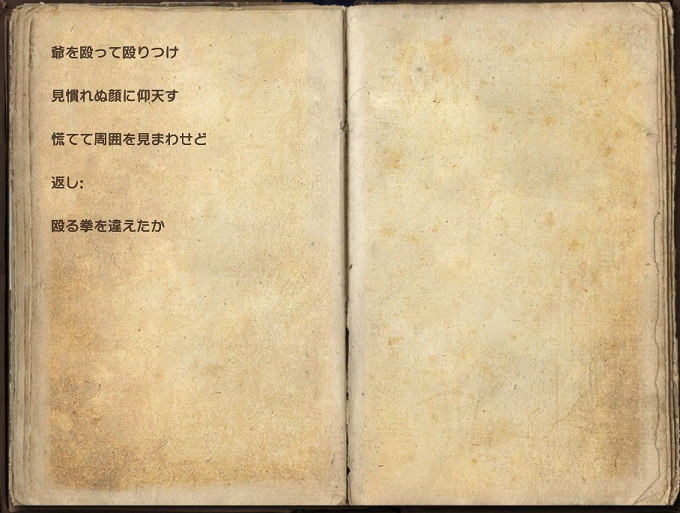 爺を殴って殴りつけ
見慣れぬ顔に仰天す
慌てて周囲を見まわせど
返し:
殴る拳を違えたか